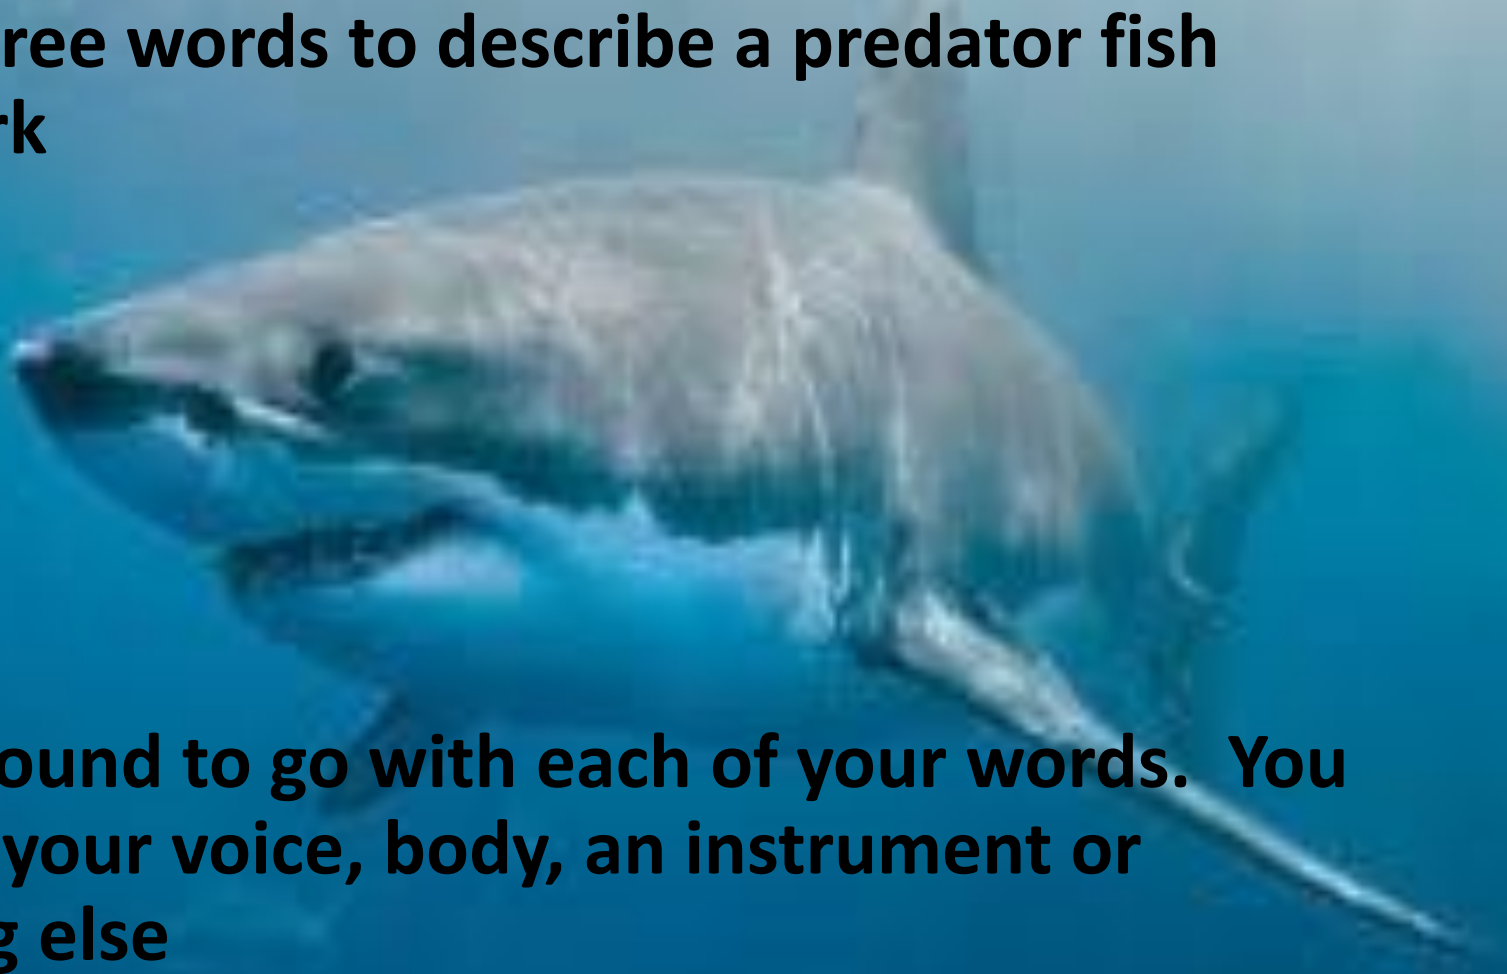 ree words to describe a predator fish
rk
ound to go with each of your words.  You
your voice, body, an instrument or
g else